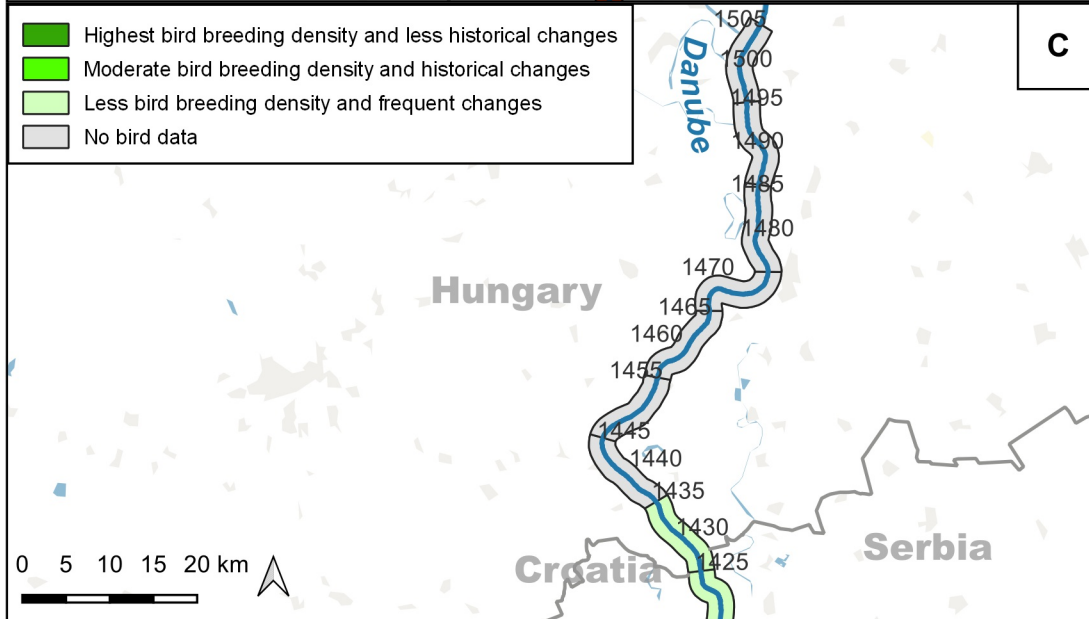 Highest bird breeding density and less historical changes
Moderate bird breeding density and historical changes
Less bird breeding density and frequent changes
No bird data
C
Danube
1505
1500
1495
1490
1485
1480
1470
1465
1460
1455
1445
1440
1435
1430
1425
Hungary
Croatia
Serbia
0 5 10 15 20 km